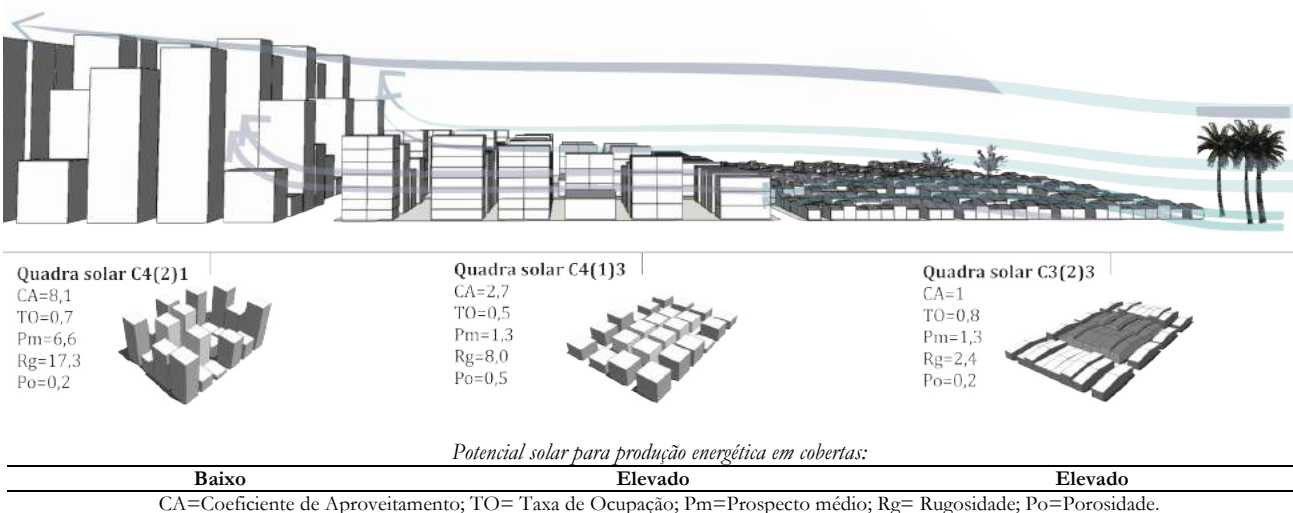 Quadra solar C4(2)1
CA=8,1
TO=0,7
Pm=6,6
Rg=17,3
Po=0,2
Quadra solar C4(1)3
CA=2,7
TO=0,5
Pm=1,3
Rg=8,0
Po=0,5
Quadra solar C3(2)3
CA=1
TO=0,8
Pm=1,3
Rg=2,4
Po=0,2
Potencial solar para produção energética em cobertas:
Baixo Elevado Elevado
CA=Coeficiente de Aproveitamento; TO= Taxa de Ocupação; Pm=Prospecto médio; Rg= Rugosidade; Po=Porosidade.